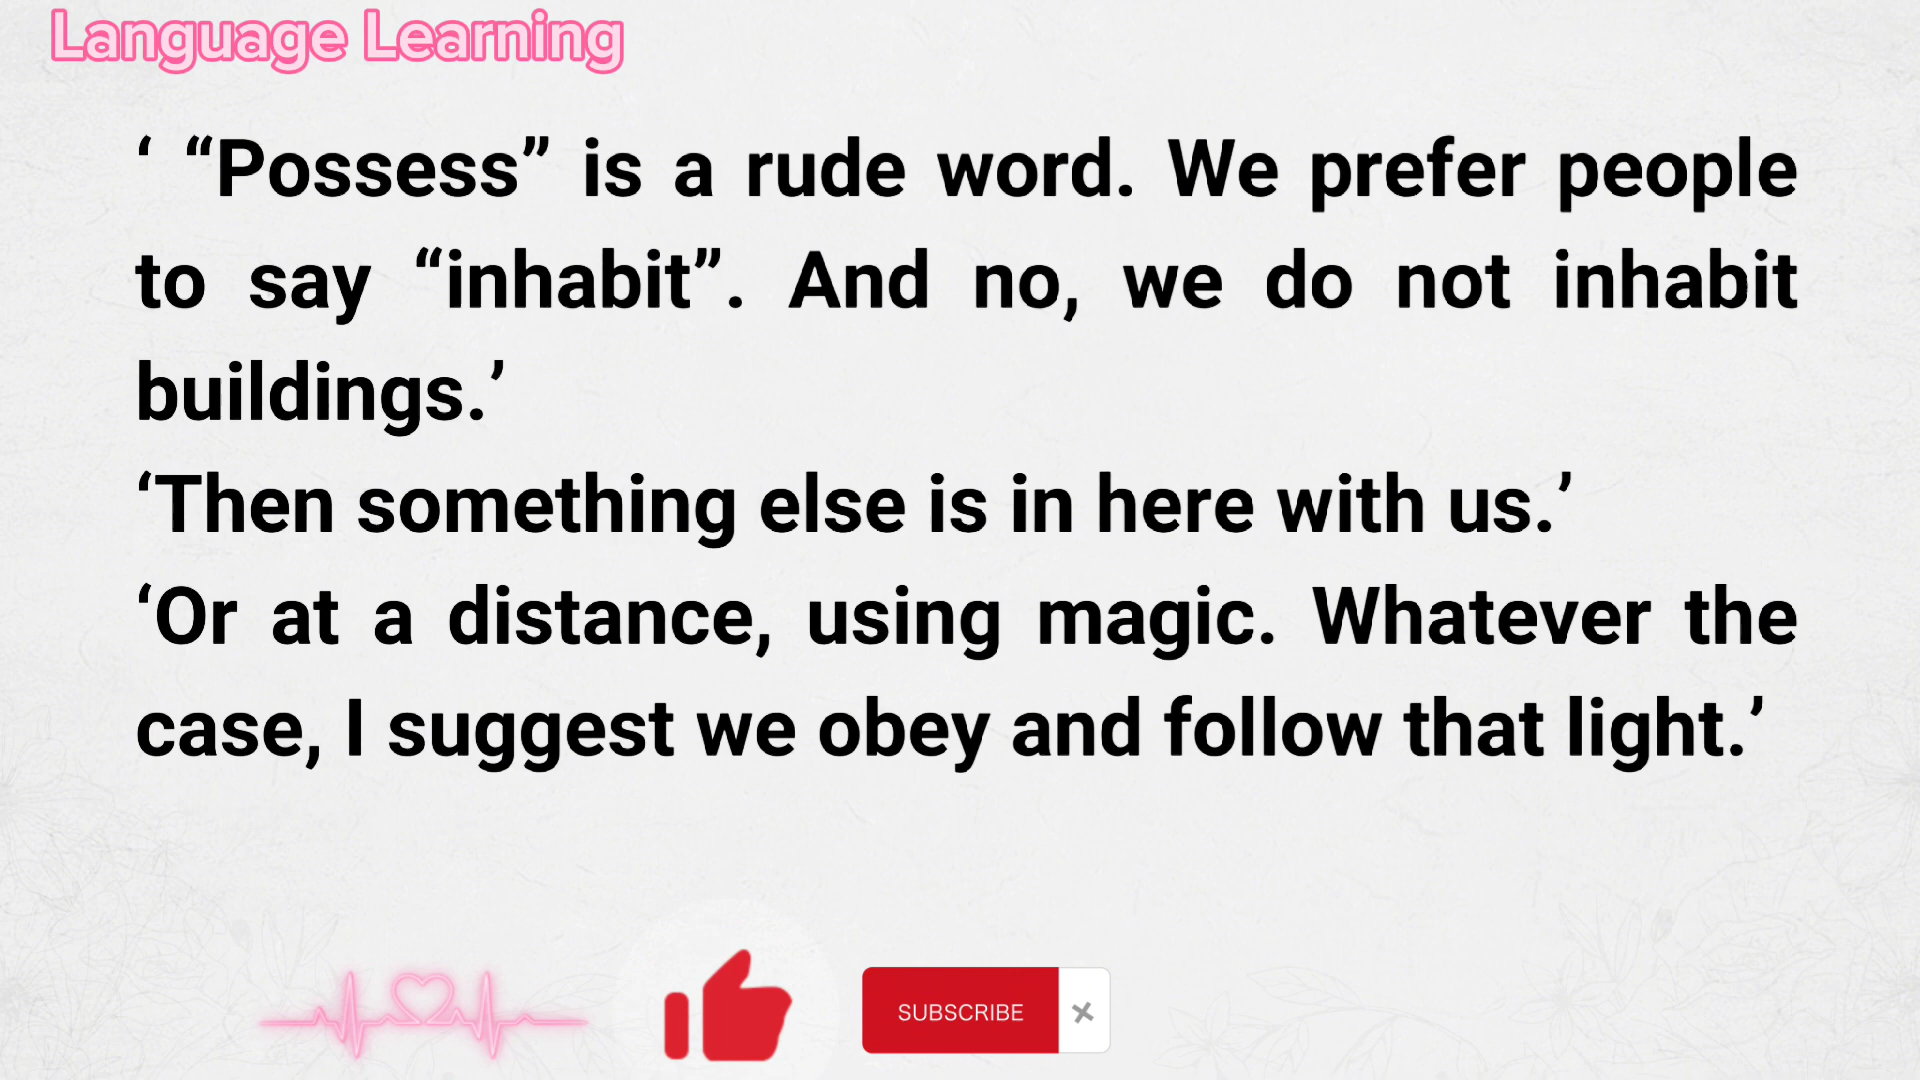 Language Learning
‘ “Possess” is a rude word. We prefer people
to say “inhabit”. And no, we do not inhabit
buildings.’
‘Then something else is in here with us.’
‘Or at a distance, using magic. Whatever the
case, I suggest we obey and follow that light.’
SUBSCRIBE